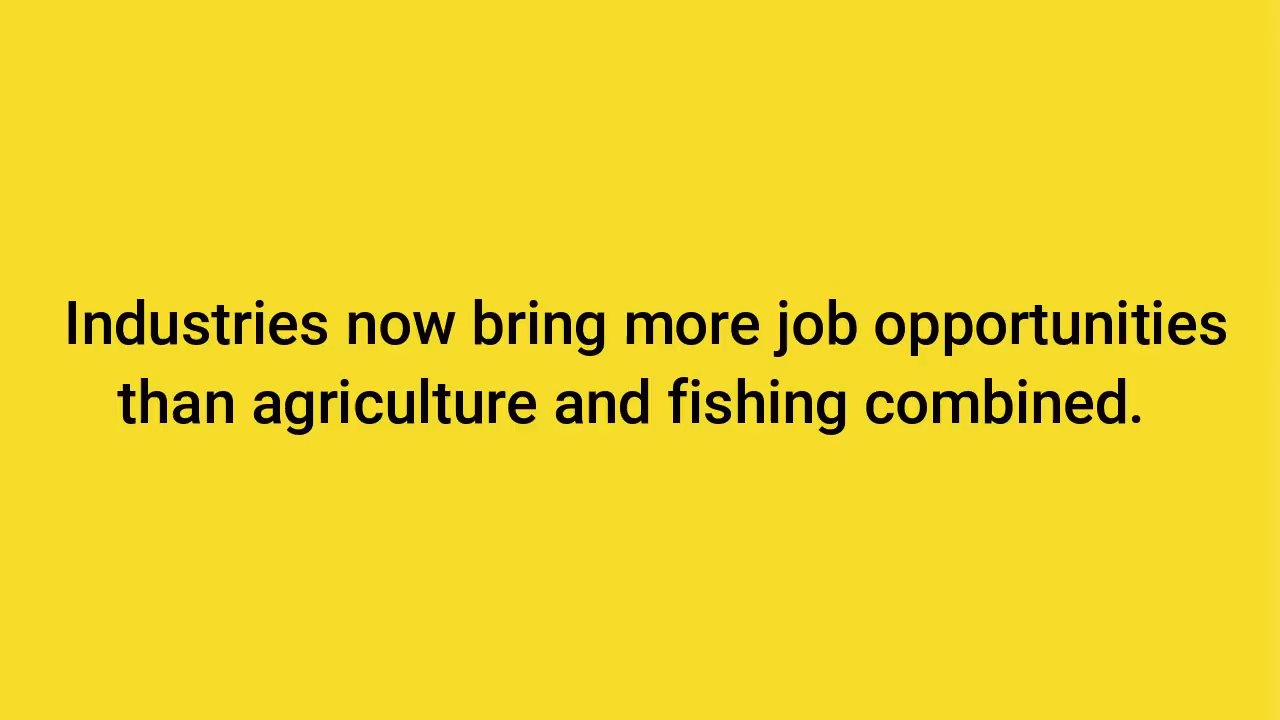 Industries now bring more job opportunities
than agriculture and fishing combined.